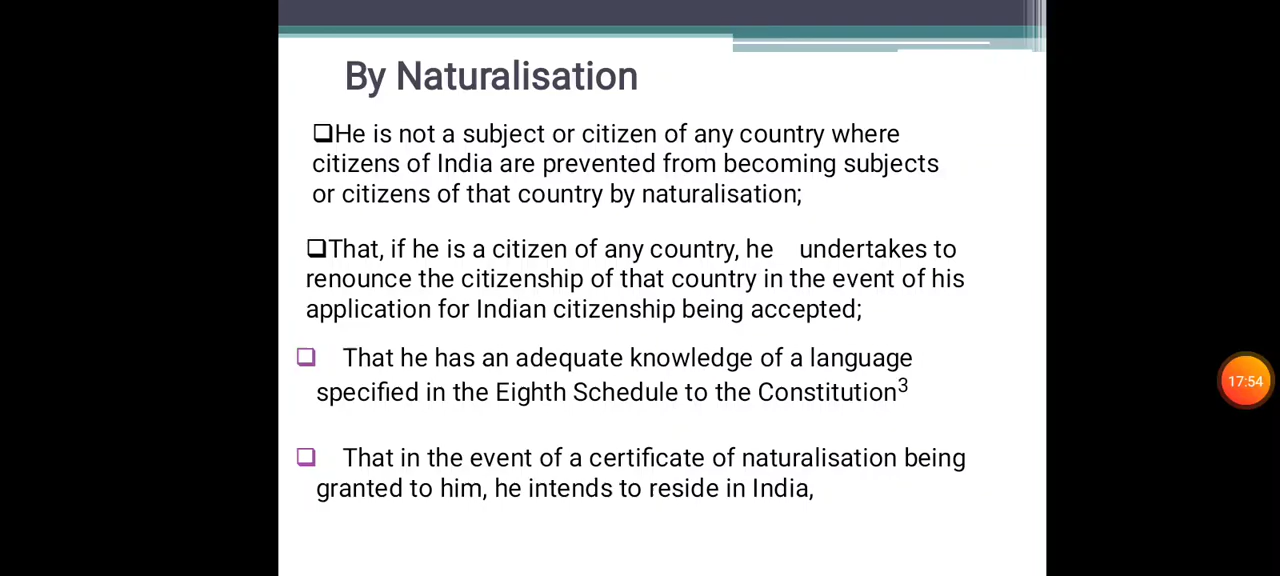 By Naturalisation
❑He is not a subject or citizen of any country where
citizens of India are prevented from becoming subjects
or citizens of that country by naturalisation;
❑That, if he is a citizen of any country, he undertakes to
renounce the citizenship of that country in the event of his
application for Indian citizenship being accepted;
❑ That he has an adequate knowledge of a language
specified in the Eighth Schedule to the Constitution3
❑ That in the event of a certificate of naturalisation being
granted to him, he intends to reside in India,
17:54